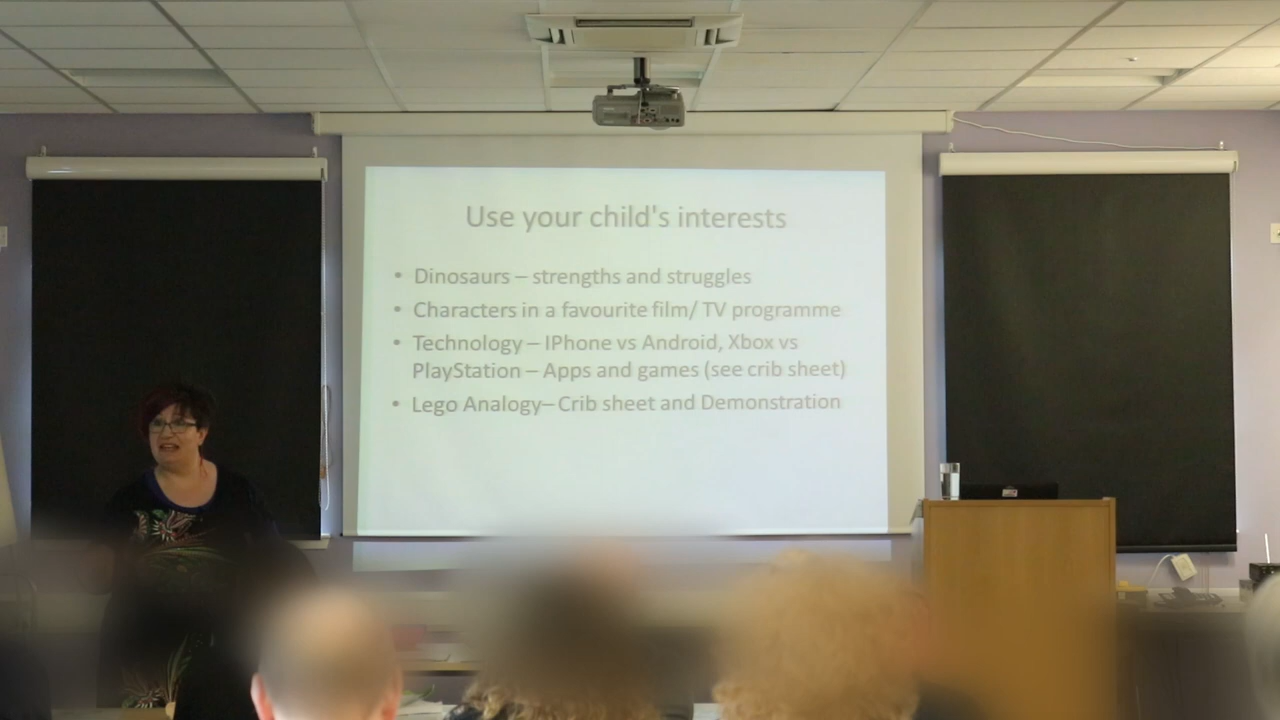 Use your child's interests
• Dinosaurs – strengths and struggles
• Characters in a favourite film/ TV programme
• Technology – IPhone vs Android, Xbox vs
PlayStation – Apps and games (see crib sheet)
• Lego Analogy– Crib sheet and Demonstration